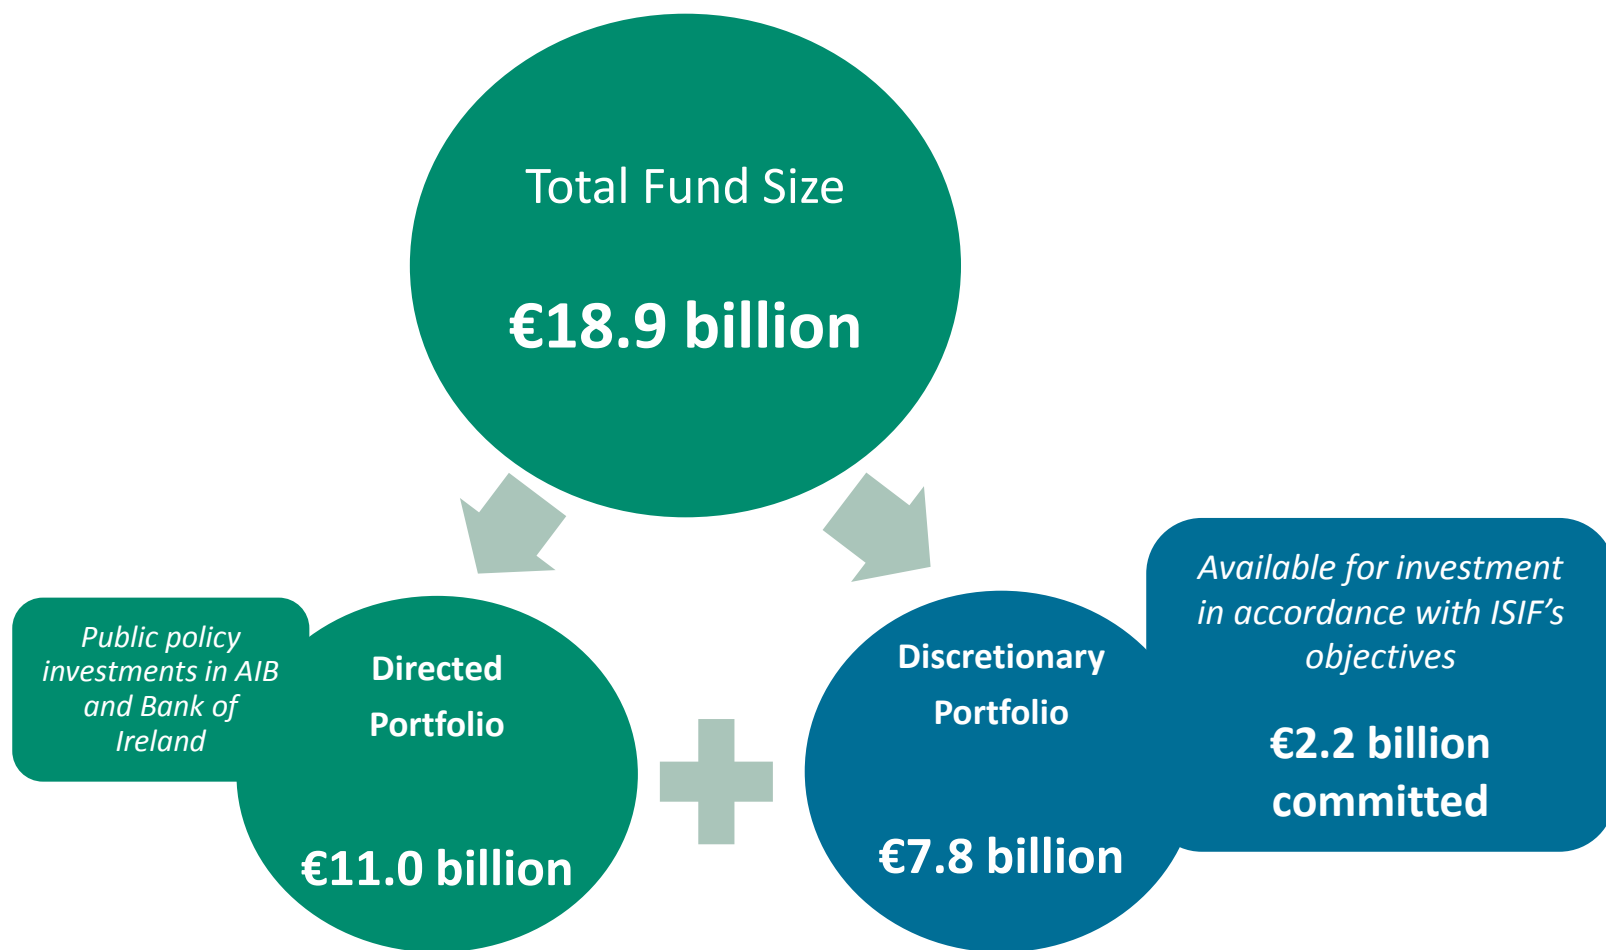 Total Fund Size
€18.9 billion
Public policy
investments in AIB
and Bank of
Ireland
Directed
Portfolio
€11.0 billion
Discretionary
Portfolio
€7.8 billion
Available for investment
in accordance with ISIF’s
objectives
€2.2 billion
committed